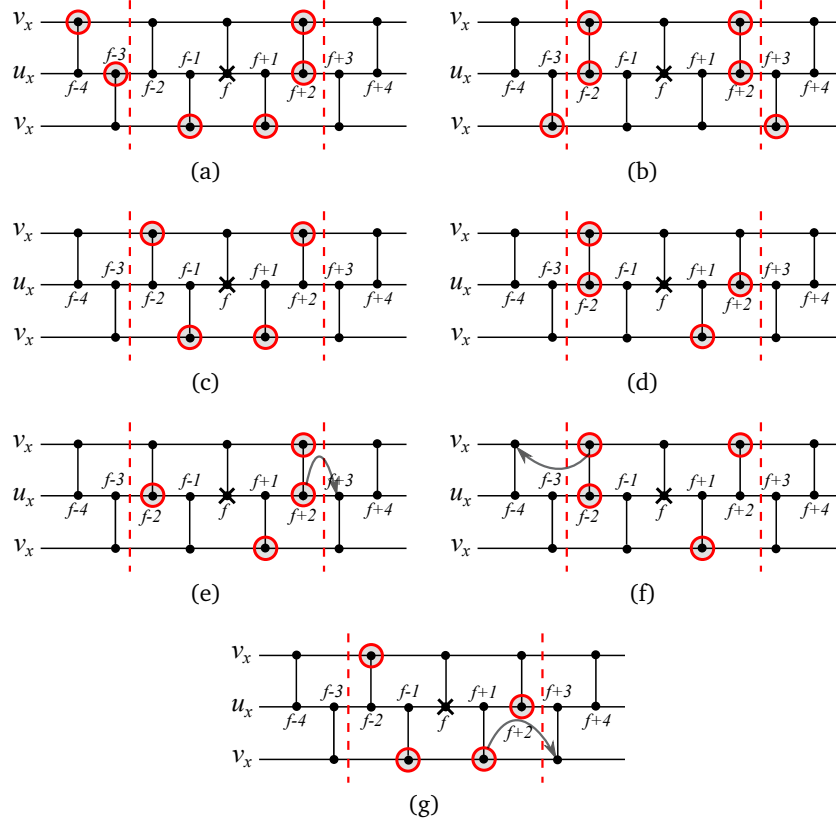 v_x v_x
f-3 f-1 f+1 f+3 f-3 f-1 f+1 f+3
u_x u_x
f-4 f-2 f f+2 f+4 f-4 f-2 f f+2 f+4
v_x v_x
(a) (b)
v_x v_x
f-3 f-1 f+1 f+3 f-3 f-1 f+1 f+3
u_x u_x
f-4 f-2 f f+2 f+4 f-4 f-2 f f+2 f+4
v_x v_x
(c) (d)
v_x v_x
f-3 f-1 f+1 f+3 f-3 f-1 f+1 f+3
u_x u_x
f-4 f-2 f f+2 f+4 f-4 f-2 f f+2 f+4
v_x v_x
(e) (f)
v_x
f-3 f-1 f+1 f+3
u_x
f-4 f-2 f f+2 f+4
v_x
(g)